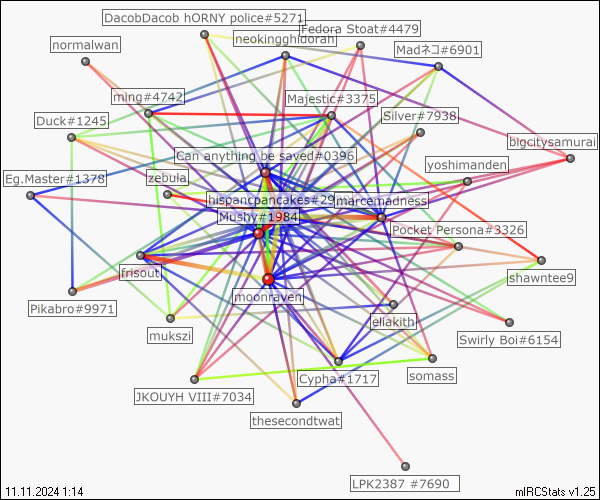 DacobDacob hORNY police#5271
Fedora Stoat#4479
neokingghidorah
normalwan
Madネコ#6901
ming#4742
Majestic#3375
Silver#7938
Duck#1245
bigcitysamurai
Can anything be saved#0396
yoshimanden
Eg.Master#1378
zebula
hispanicpancakes#29
marcemadness
Mushy#1984
Pocket Persona#3326
frisout
shawntee9
moonraven
Pikabro#9971
eliakith
mukszi
Swirly Boi#6154
Cypha#1717
somass
JKOUYH VIII#7034
thesecondtwat
LPK2387 #7690
11.11.2024 1:14
mIRCStats v1.25